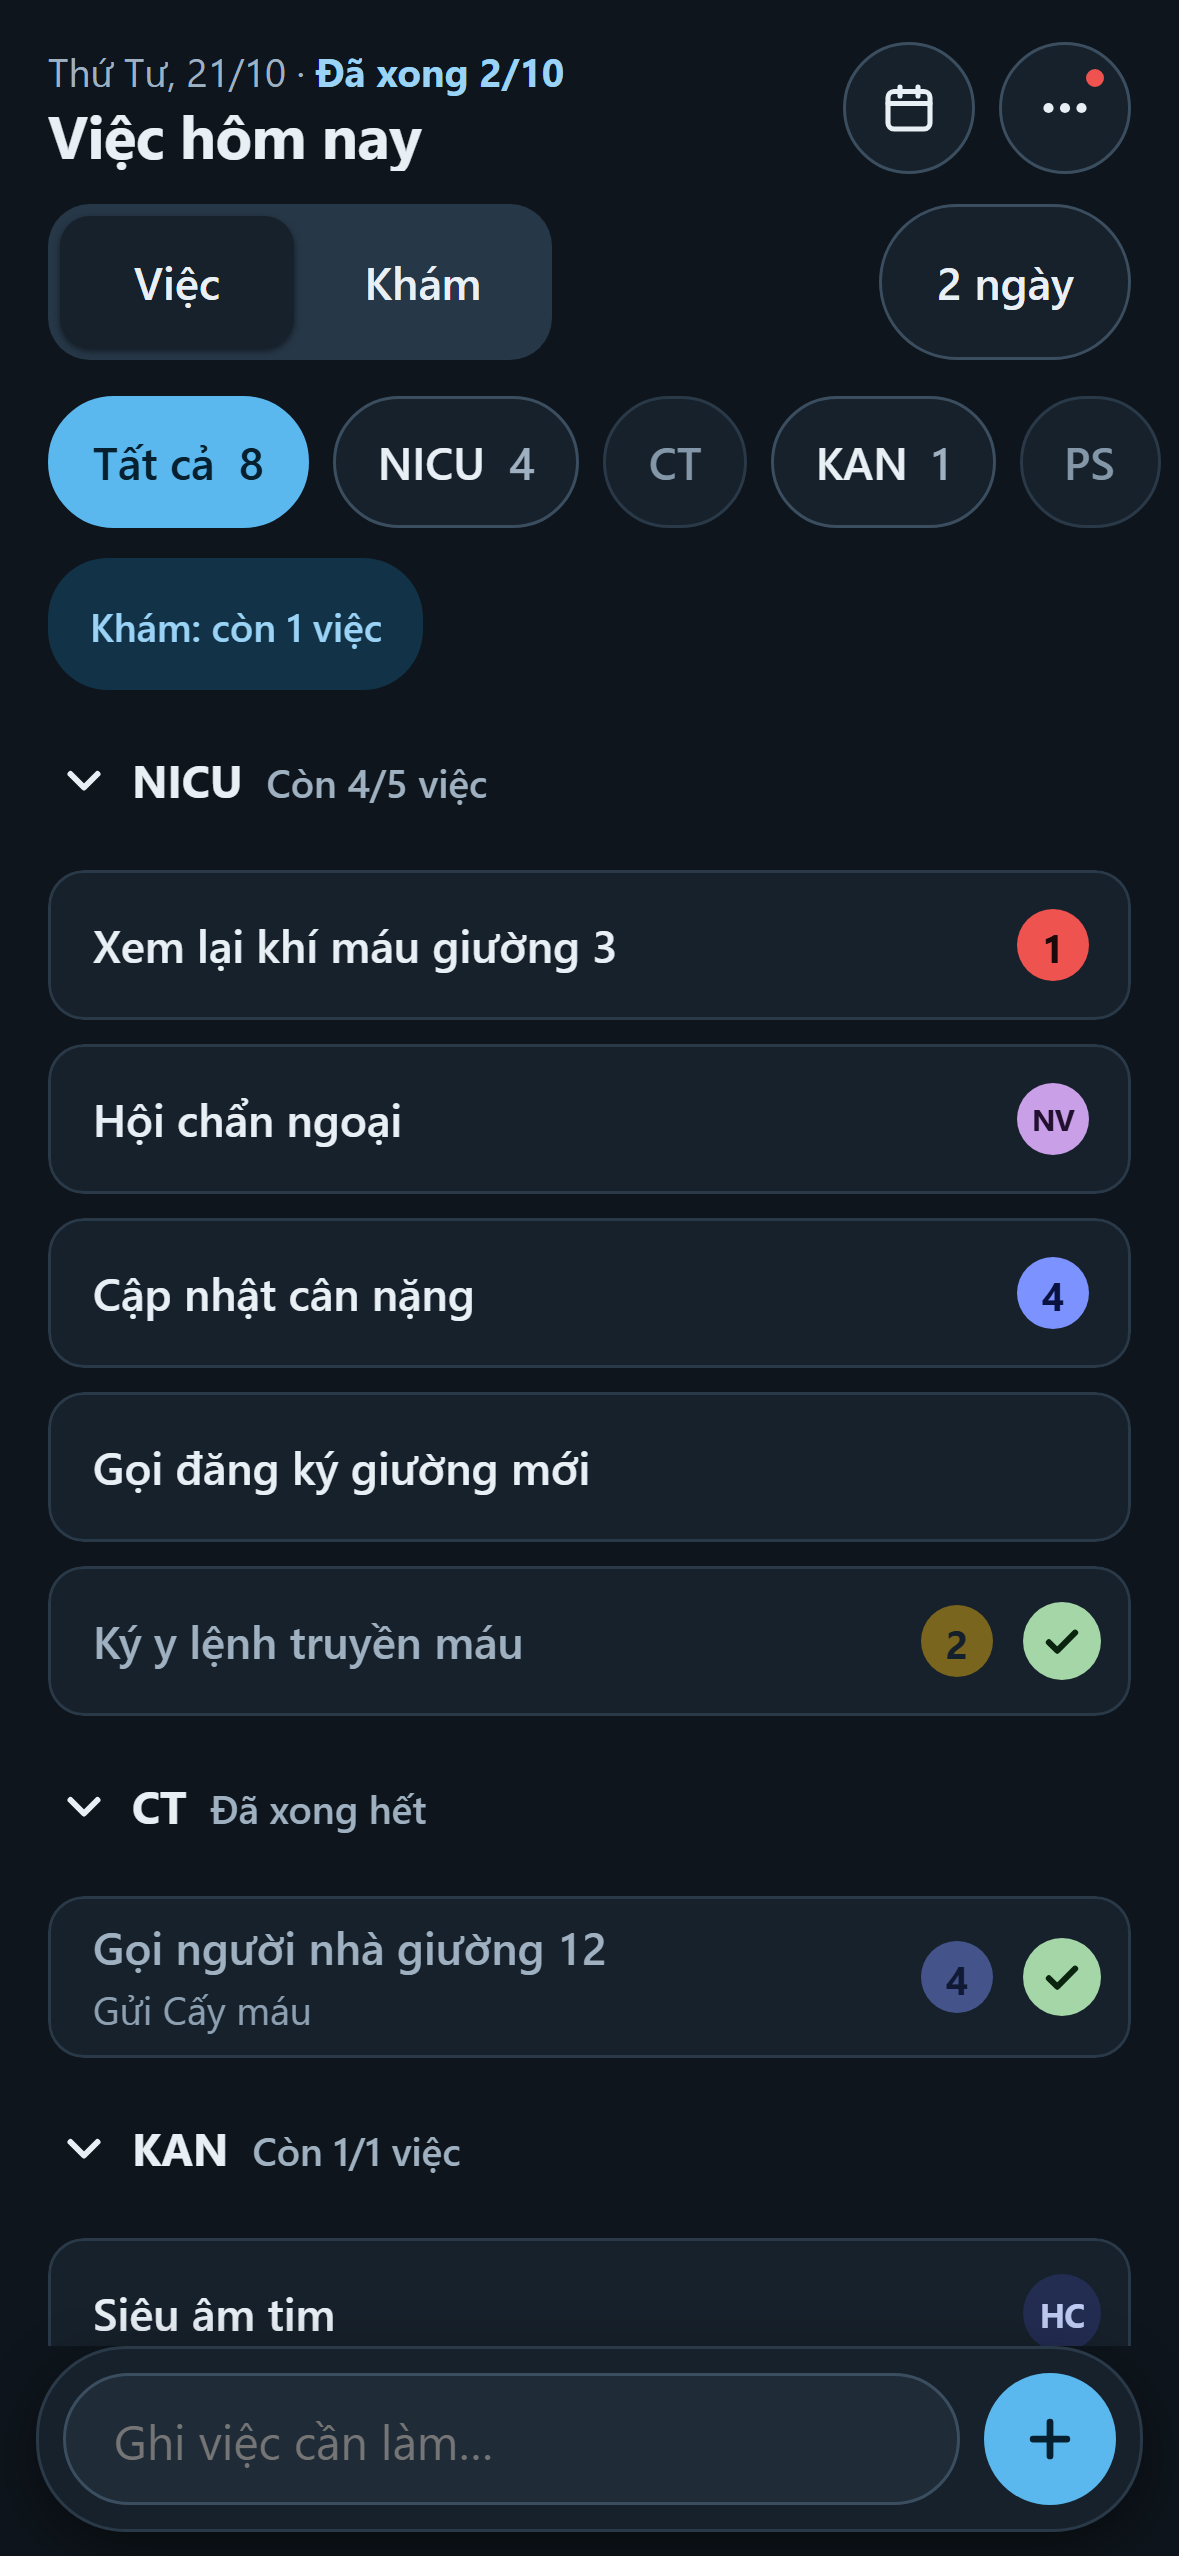 Thứ Tư, 21/10 · Đã xong 2/10
Việc hôm nay
Việc
Khám
2 ngày
Tất cả 8
NICU 4
CT
KAN 1
PS
Khám: còn 1 việc
NICU Còn 4/5 việc
Xem lại khí máu giường 3
1
Hội chẩn ngoại
NV
Cập nhật cân nặng
4
Gọi đăng ký giường mới
Ký y lệnh truyền máu
2
CT Đã xong hết
Gọi người nhà giường 12
Gửi Cấy máu
4
KAN Còn 1/1 việc
Siêu âm tim
HC
Ghi việc cần làm...